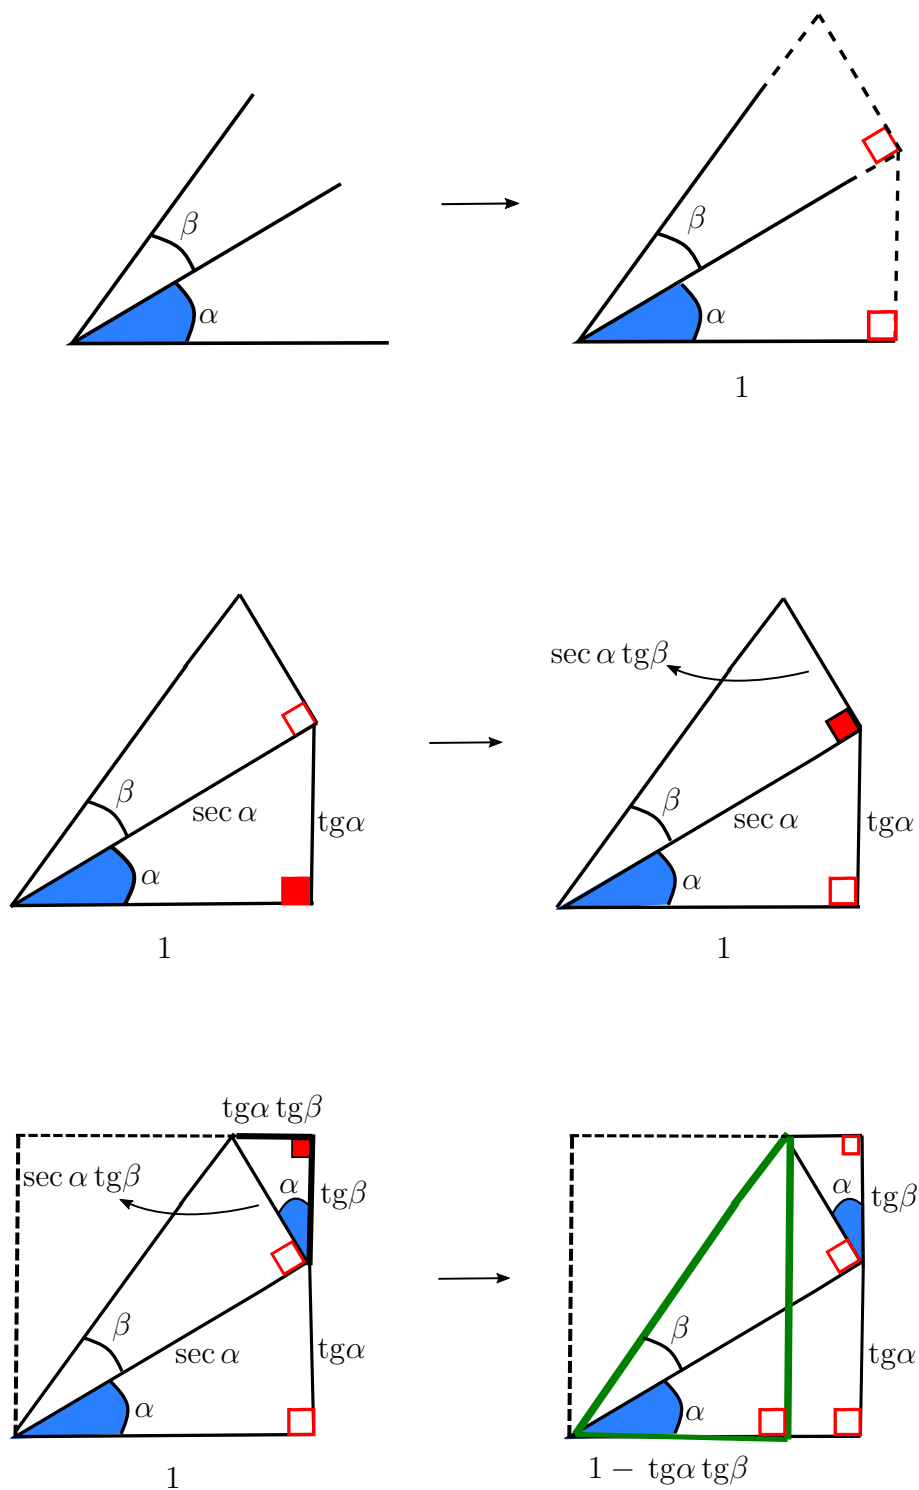 β
α
β
α
1
β
sec α
tgα
α
1
sec α tgβ
β
sec α
tgα
α
1
tgα tgβ
sec α tgβ
α
tgβ
β
sec α
tgα
α
1
α
tgβ
β
tgα
α
1 − tgα tgβ